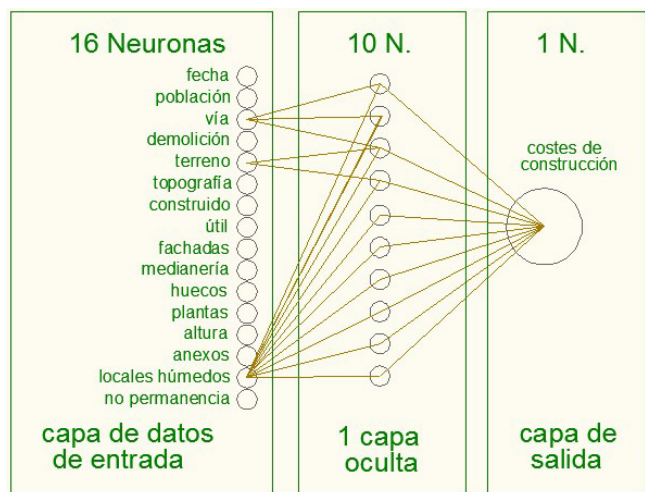 16 Neuronas
fecha
población
vía
demolición
terreno
topografía
construido
útil
fachadas
medianería
huecos
plantas
altura
anexos
locales húmedos
no permanencia
capa de datos
de entrada
10 N.
1 capa
oculta
1 N.
costes de
construcción
capa de
salida